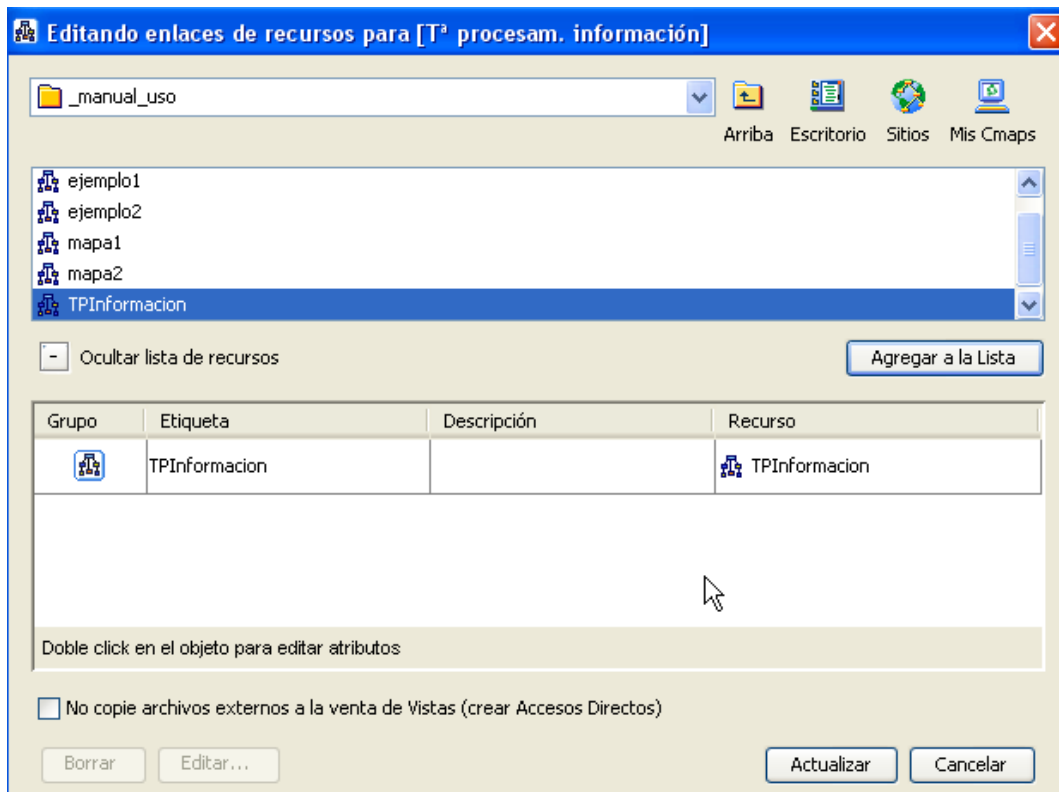 Editando enlaces de recursos para [Tª procesam. información]
_manual_uso
Arriba Escritorio Sitios Mis Cmaps
ejemplo1
ejemplo2
mapa1
mapa2
TPInformacion
- Ocultar lista de recursos Agregar a la Lista
Grupo Etiqueta Descripción Recurso
TPInformacion TPInformacion
Doble click en el objeto para editar atributos
No copie archivos externos a la venta de Vistas (crear Accesos Directos)
Borrar Editar... Actualizar Cancelar